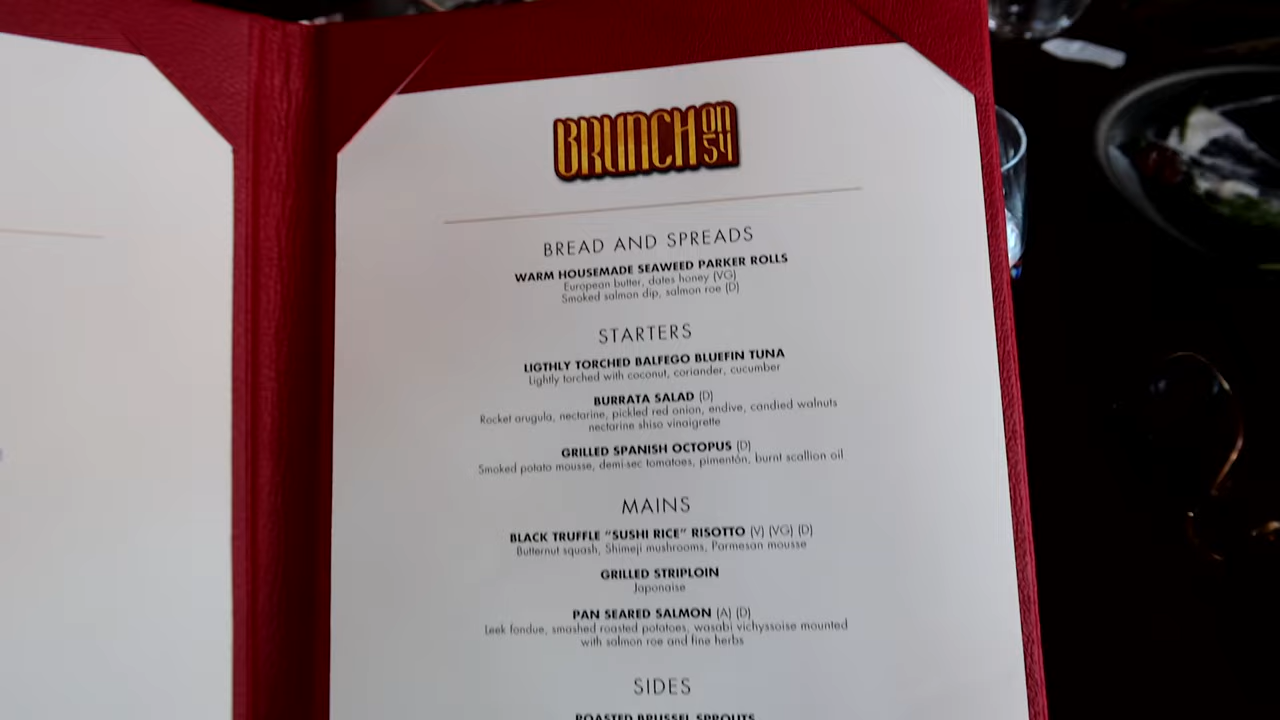 BRUNCH ON 54
BREAD AND SPREADS
WARM HOUSEMADE SEAWEED PARKER ROLLS
European butter, dates honey (VG)
Smoked salmon dip, salmon roe (D)
STARTERS
LIGTHLY TORCHED BALFEGO BLUEFIN TUNA
Lightly torched with coconut, coriander, cucumber
BURRATA SALAD (D)
Rocket arugula, nectarine, pickled red onion, endive, candied walnuts
nectarine shiso vinaigrette
GRILLED SPANISH OCTOPUS (D)
Smoked potato mousse, demi-sec tomatoes, pimentón, burnt scallion oil
MAINS
BLACK TRUFFLE “SUSHI RICE” RISOTTO (V) (VG) (D)
Butternut squash, Shimeji mushrooms, Parmesan mousse
GRILLED STRIPLOIN
Japonaise
PAN SEARED SALMON (A) (D)
Leek fondue, smashed roasted potatoes, wasabi vichyssoise mounted
with salmon roe and fine herbs
SIDES
ROASTED BRUSSEL SPROUTS